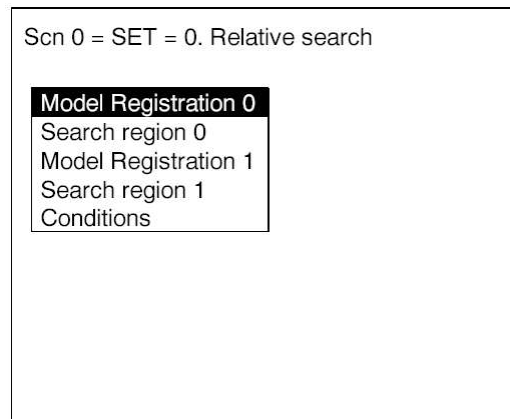 Scn 0 = SET = 0. Relative search
Model Registration 0
Search region 0
Model Registration 1
Search region 1
Conditions